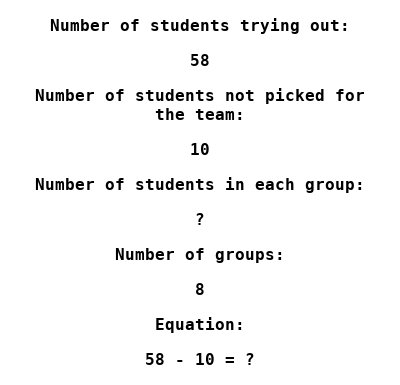 Number of students trying out:
58
Number of students not picked for
the team:
10
Number of students in each group:
?
Number of groups:
8
Equation:
58 - 10 = ?